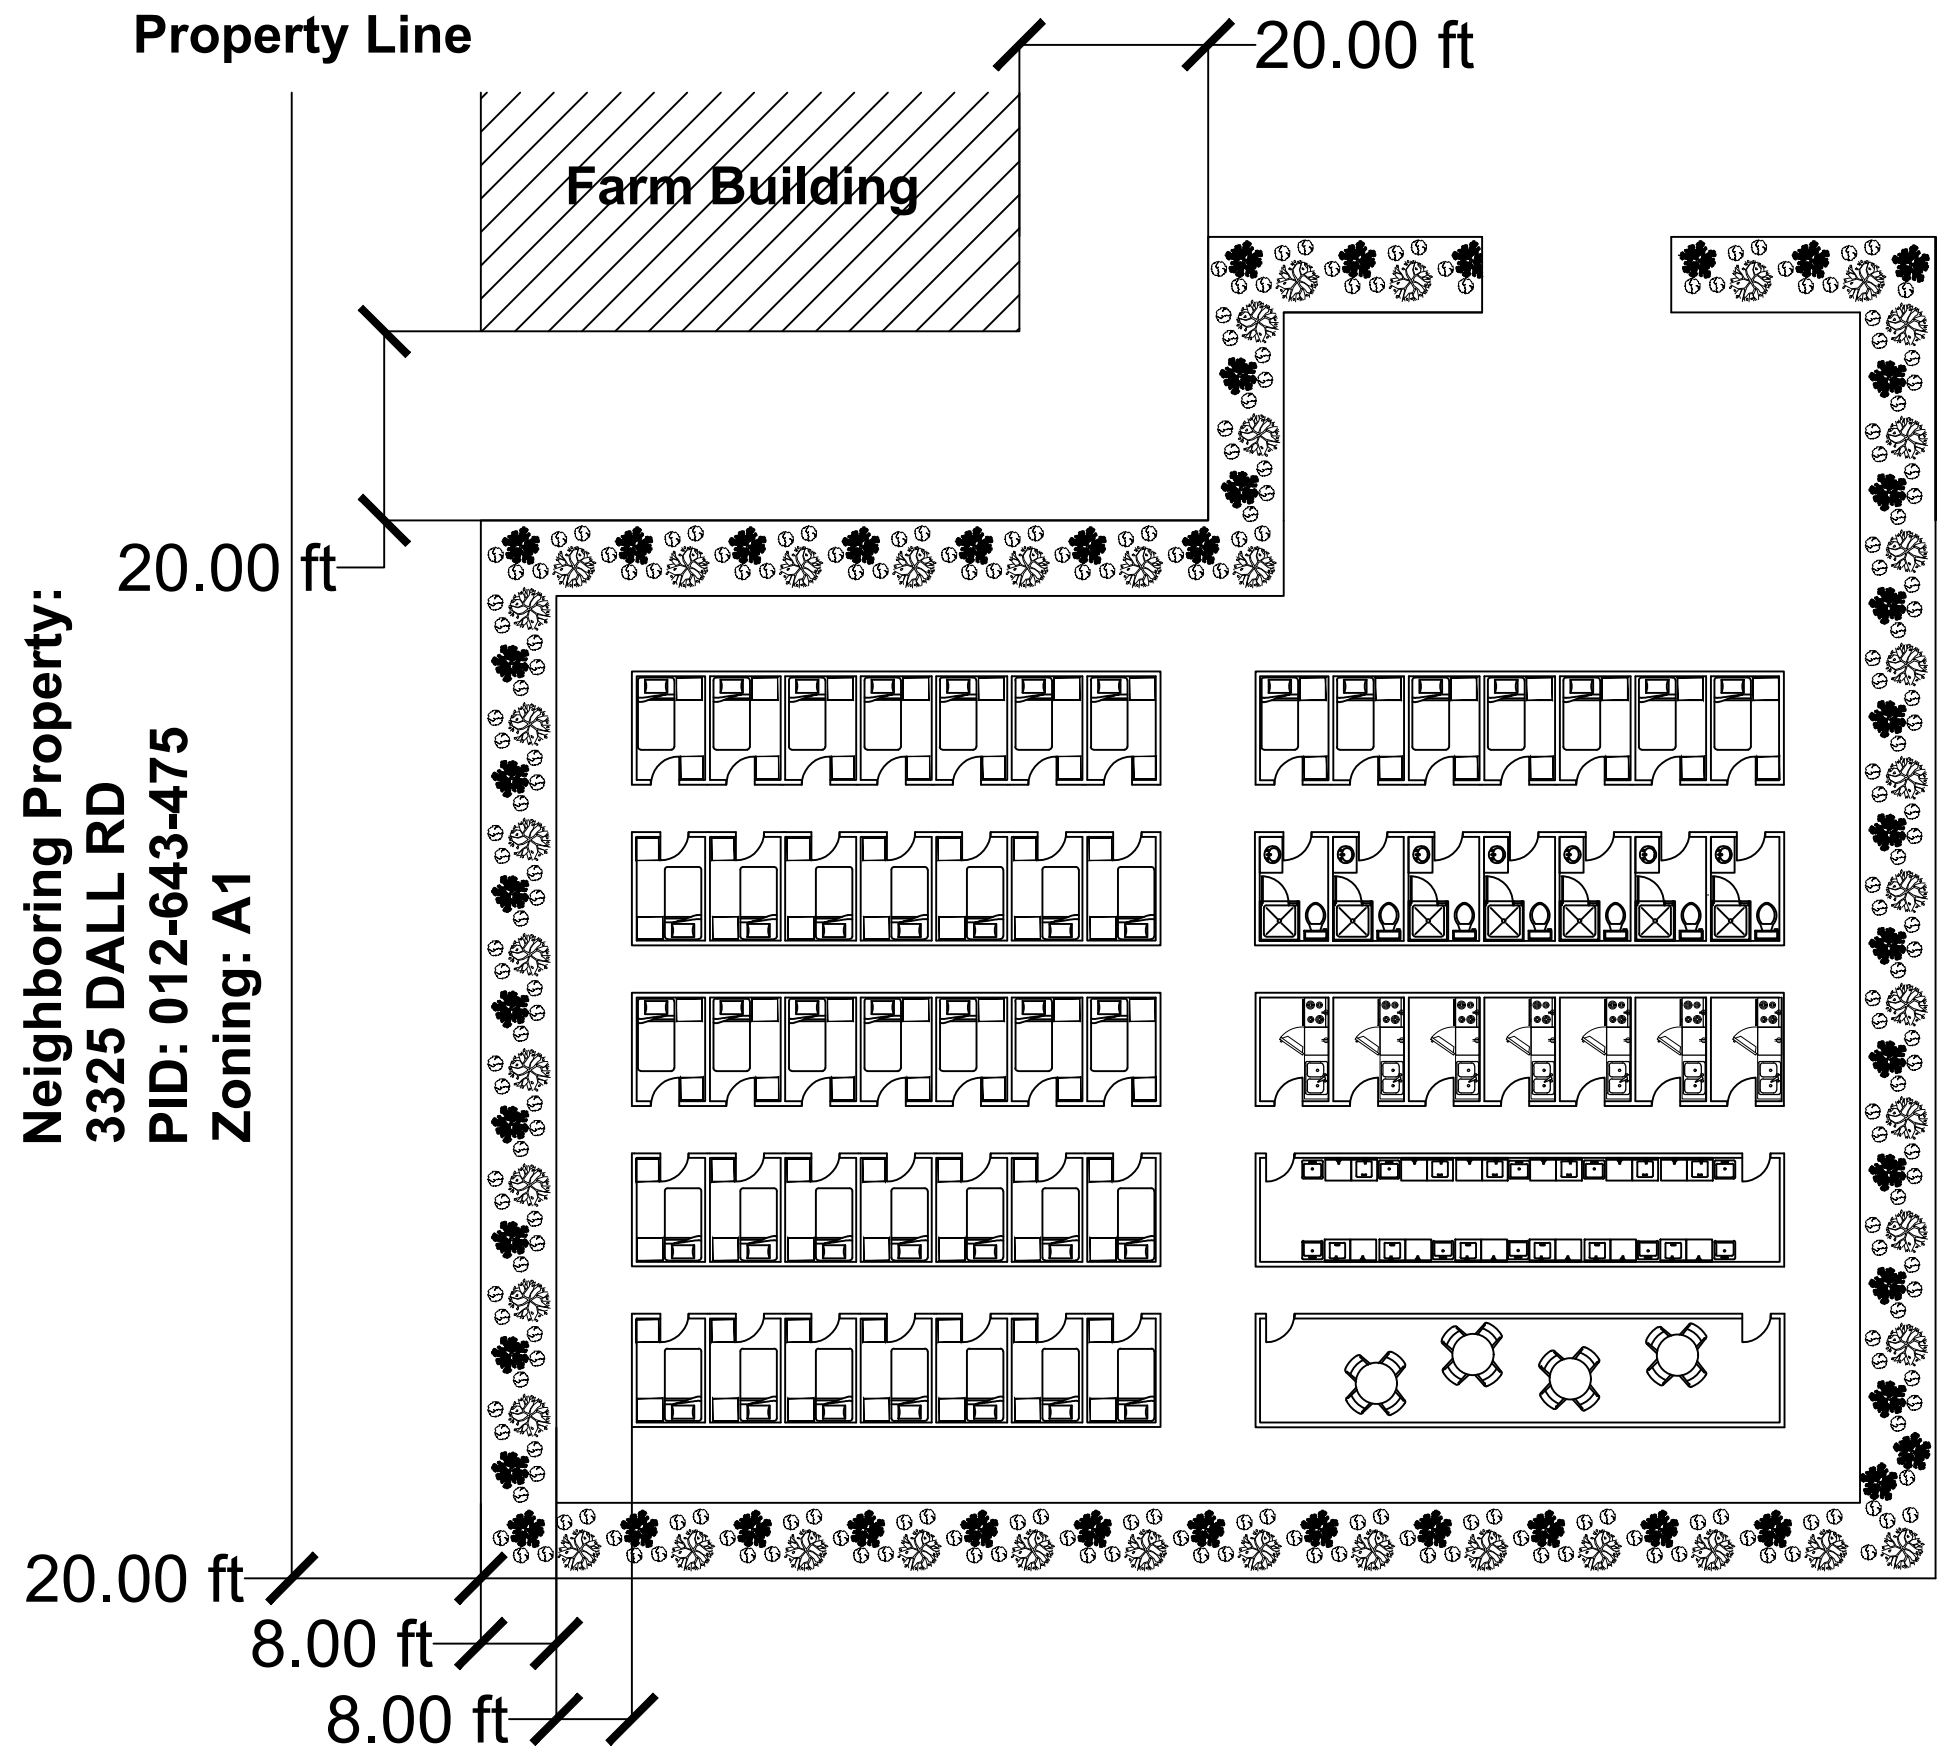 Property Line
20.00 ft
Farm Building
20.00 ft
Neighboring Property:
3325 DALL RD
PID: 012-643-475
Zoning: A1
20.00 ft
8.00 ft
8.00 ft